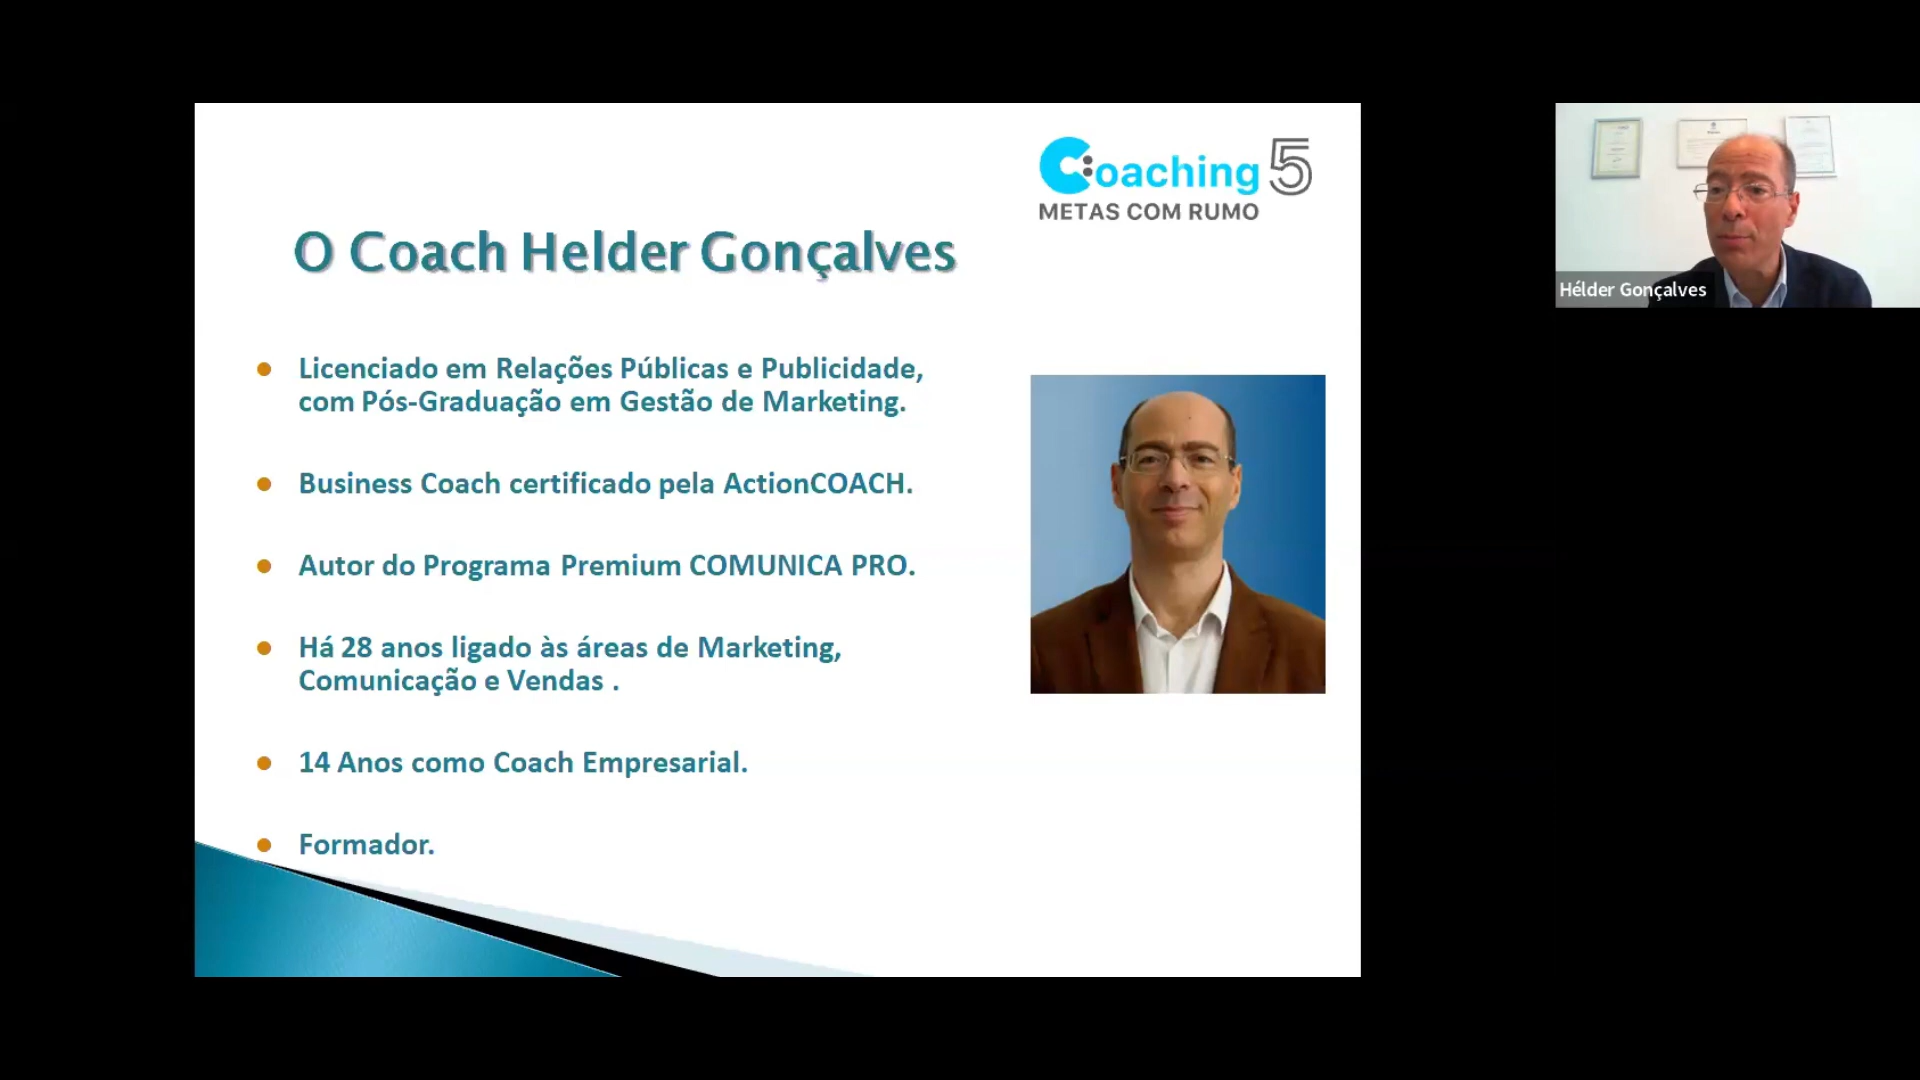 Coaching 5
METAS COM RUMO
O Coach Helder Gonçalves
Licenciado em Relações Públicas e Publicidade,
com Pós-Graduação em Gestão de Marketing.
Business Coach certificado pela ActionCOACH.
Autor do Programa Premium COMUNICA PRO.
Há 28 anos ligado às áreas de Marketing,
Comunicação e Vendas .
14 Anos como Coach Empresarial.
Formador.
Hélder Gonçalves